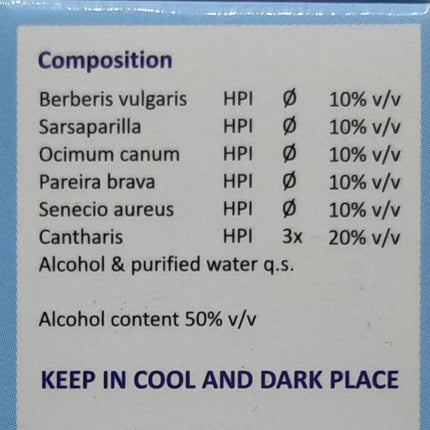 Composition
Berberis vulgaris HPI Ø 10% v/v
Sarsaparilla HPI Ø 10% v/v
Ocimum canum HPI Ø 10% v/v
Pareira brava HPI Ø 10% v/v
Senecio aureus HPI Ø 10% v/v
Cantharis HPI 3x 20% v/v
Alcohol & purified water q.s.
Alcohol content 50% v/v
KEEP IN COOL AND DARK PLACE